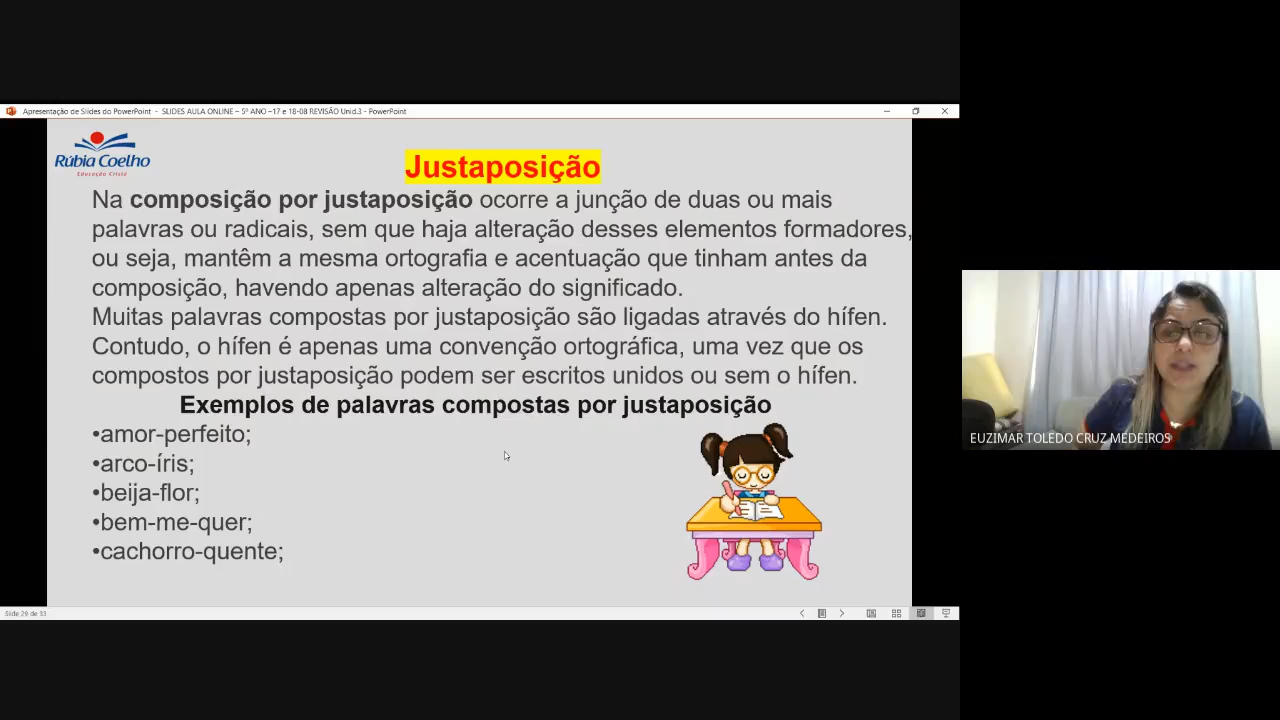 Apresentação de Slides do PowerPoint - SLIDES AULA ONLINE – 5º ANO –17 e 18-08 REVISÃO Unid.3 - PowerPoint
Rúbia Coelho
Educação Cristã
Justaposição
Na composição por justaposição ocorre a junção de duas ou mais
palavras ou radicais, sem que haja alteração desses elementos formadores,
ou seja, mantêm a mesma ortografia e acentuação que tinham antes da
composição, havendo apenas alteração do significado.
Muitas palavras compostas por justaposição são ligadas através do hífen.
Contudo, o hífen é apenas uma convenção ortográfica, uma vez que os
compostos por justaposição podem ser escritos unidos ou sem o hífen.
Exemplos de palavras compostas por justaposição
•amor-perfeito;
•arco-íris;
•beija-flor;
•bem-me-quer;
•cachorro-quente;
EUZIMAR TOLEDO CRUZ MEDEIROS
Slide 29 de 33